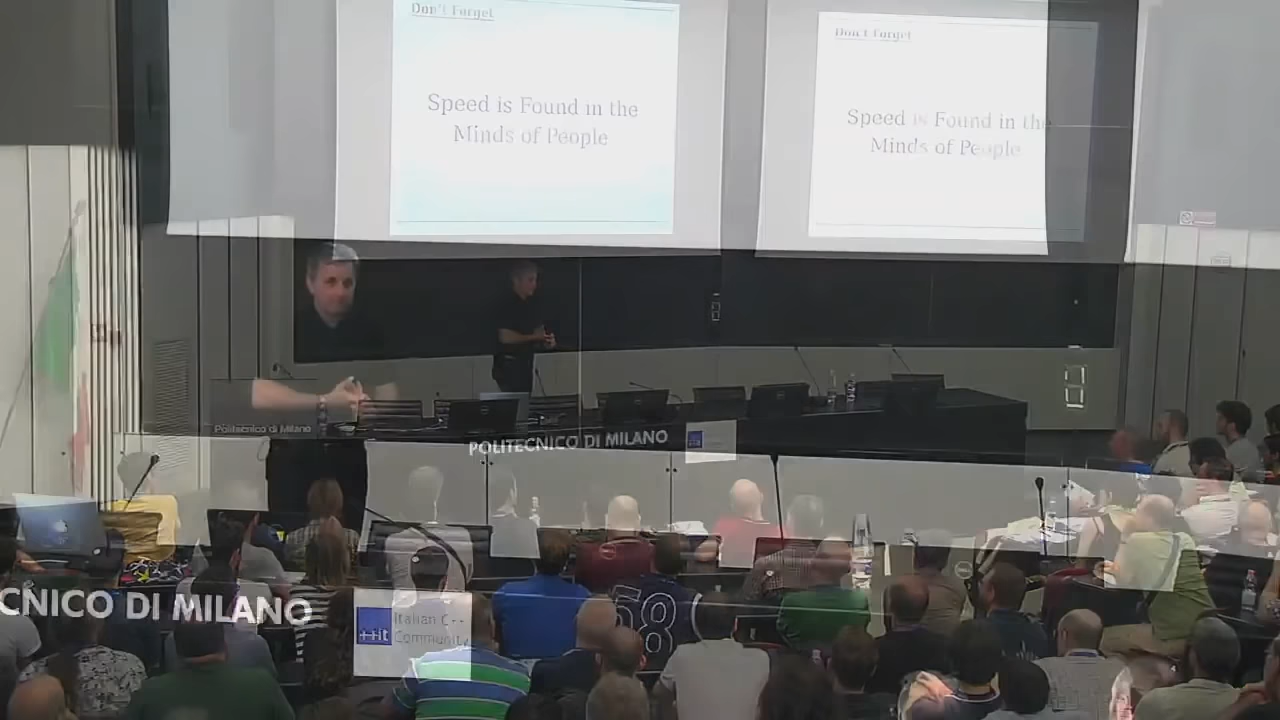 Don't Forget
Speed is Found in the
Minds of People
Don't Forget
Speed is Found in the
Minds of People
Politecnico di Milano
POLITECNICO DI MILANO
CNICO DI MILANO
++it
Italian C++
Community
58